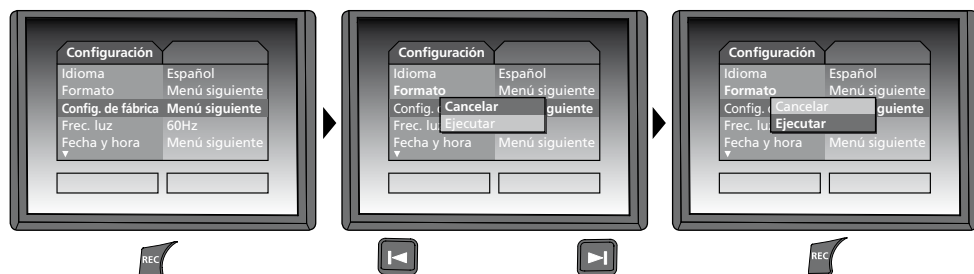 Configuración
Idioma Español
Formato Menú siguiente
Config. de fábrica Menú siguiente
Frec. luz 60Hz
Fecha y hora Menú siguiente
REC
Configuración
Idioma Español
Formato Menú siguiente
Config. guiente
Cancelar
Frec. lu
Ejecutar
Fecha y hora Menú siguiente
Configuración
Idioma Español
Formato Menú siguiente
Config. guiente
Cancelar
Frec. lu
Ejecutar
Fecha y hora Menú siguiente
REC